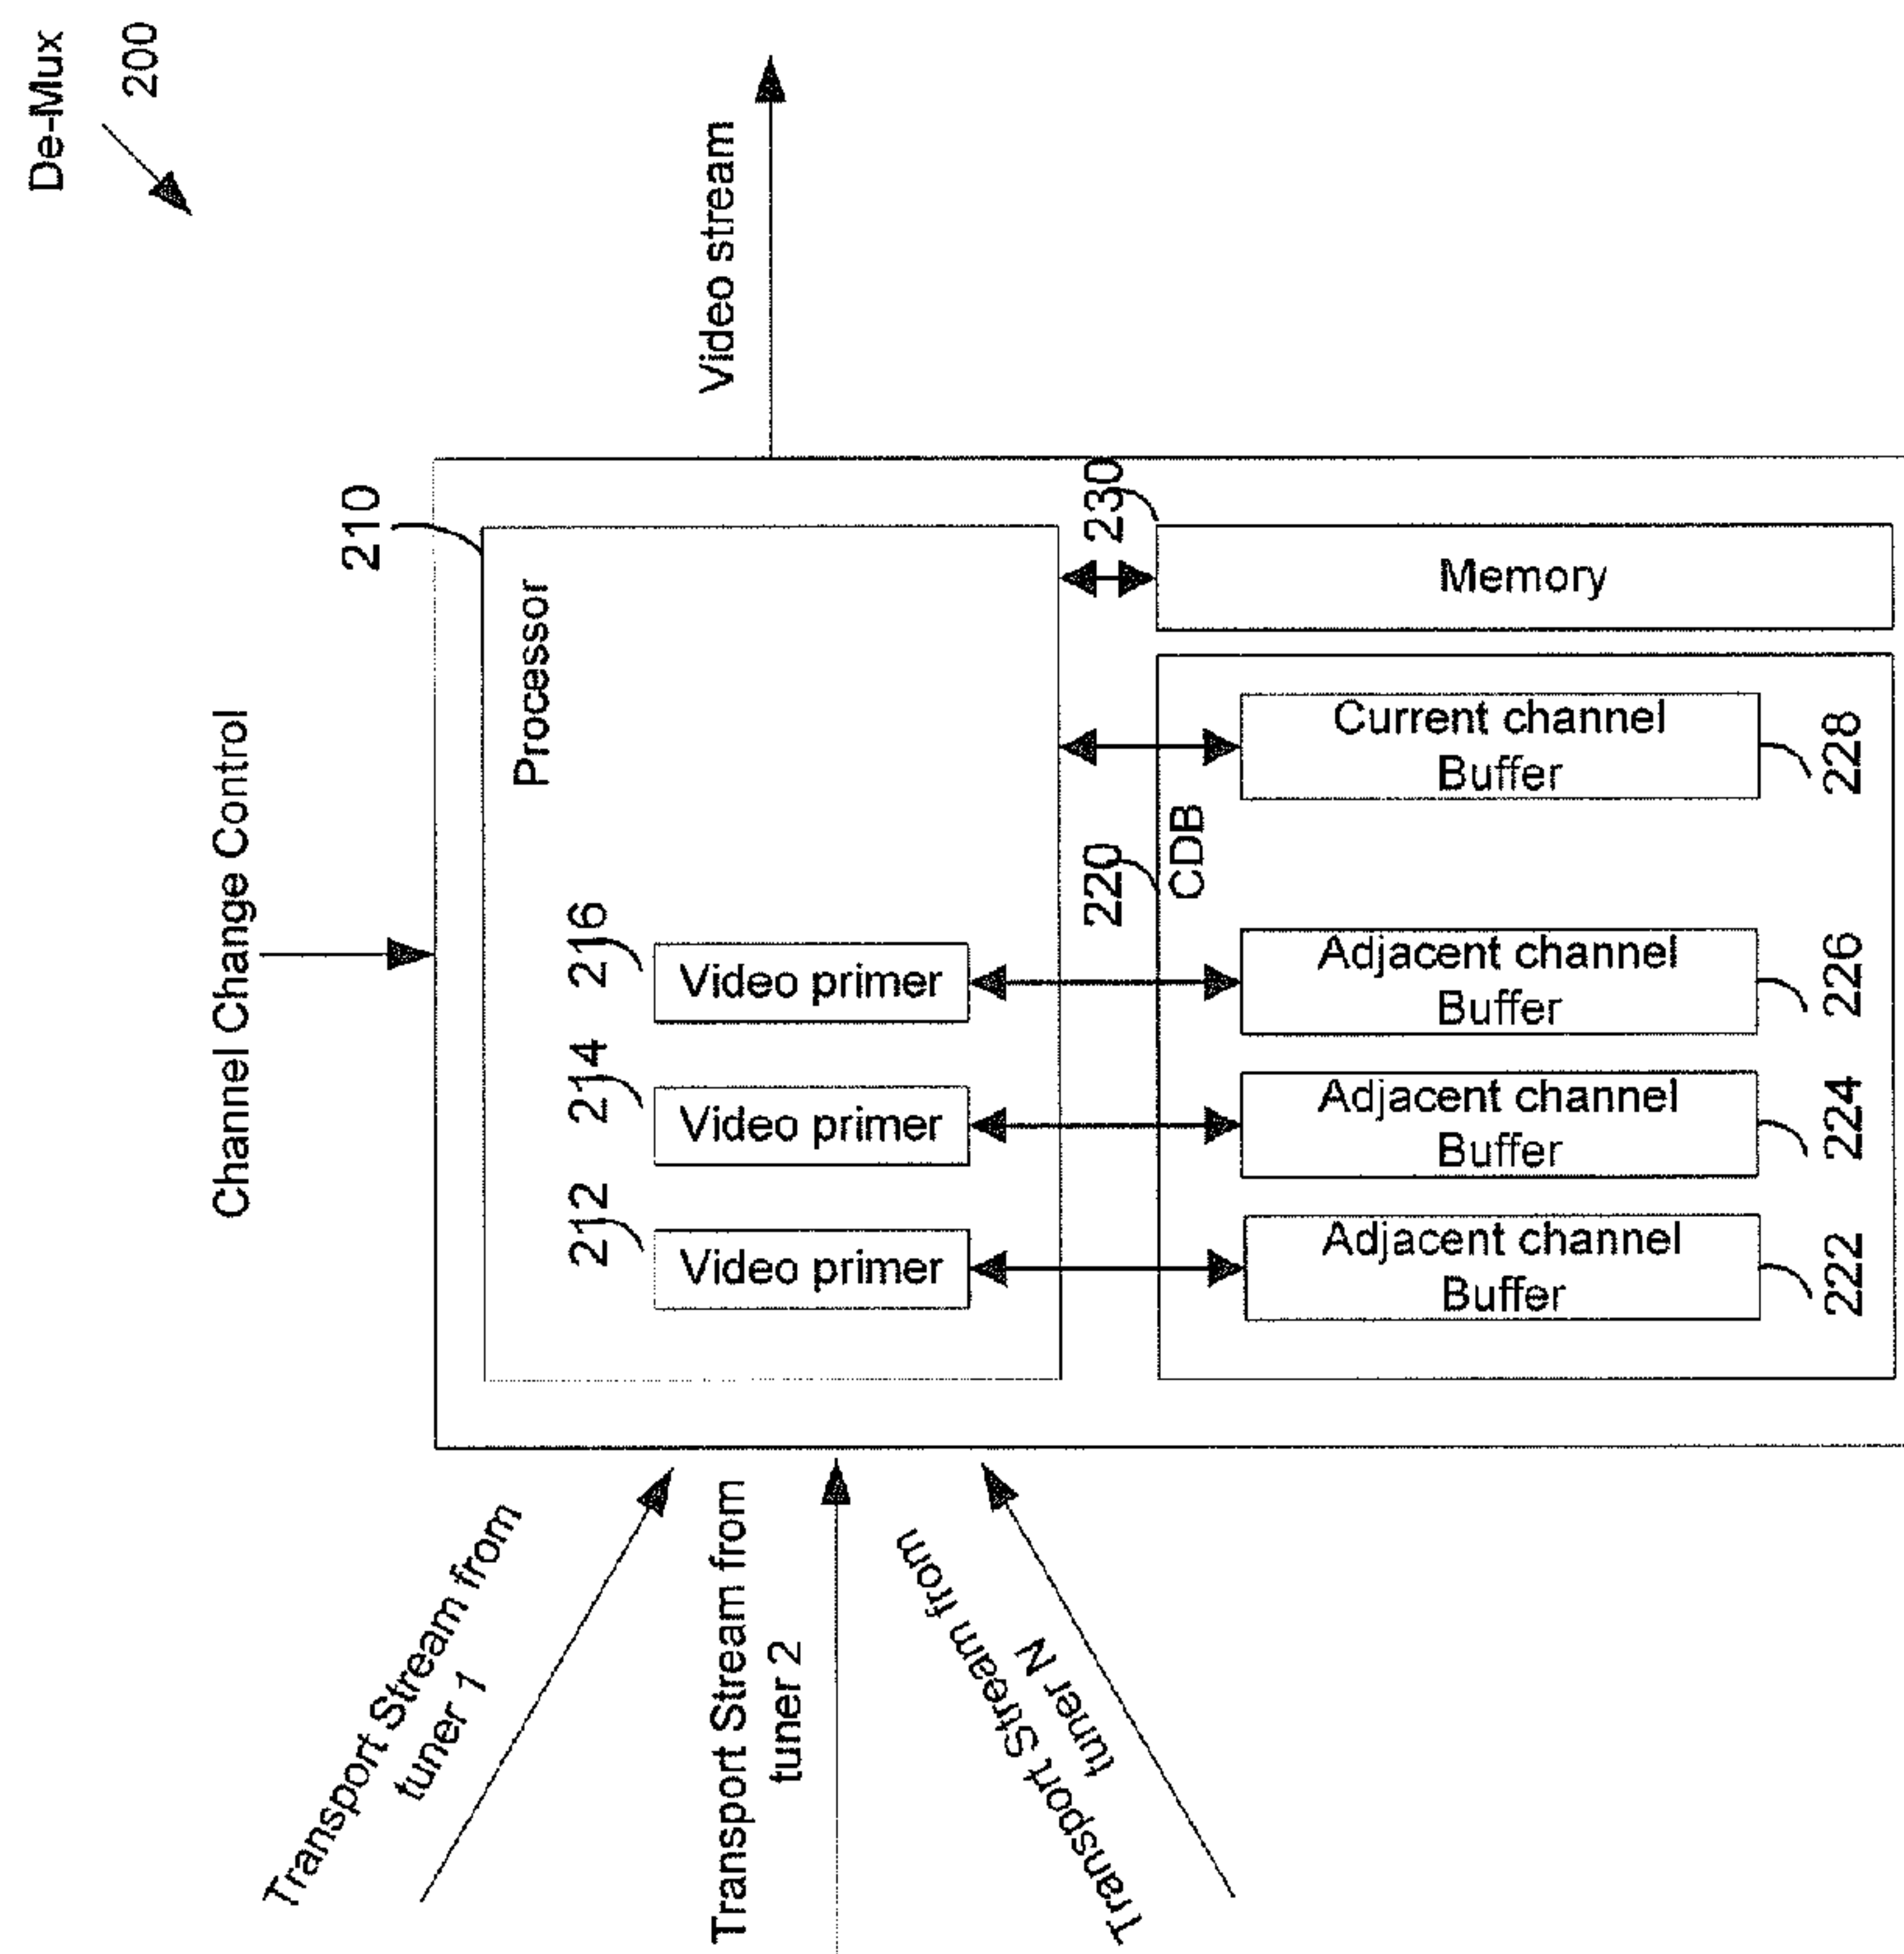 De-Mux
200
Channel Change Control
210
Processor
Video stream
Transport Stream from
tuner 1
Transport Stream from
tuner 2
Transport Stream from
tuner N
212
214
216
Video primer
Video primer
Video primer
220
CDB
230
Adjacent channel
Buffer
222
Adjacent channel
Buffer
224
Adjacent channel
Buffer
226
Current channel
Buffer
228
Memory